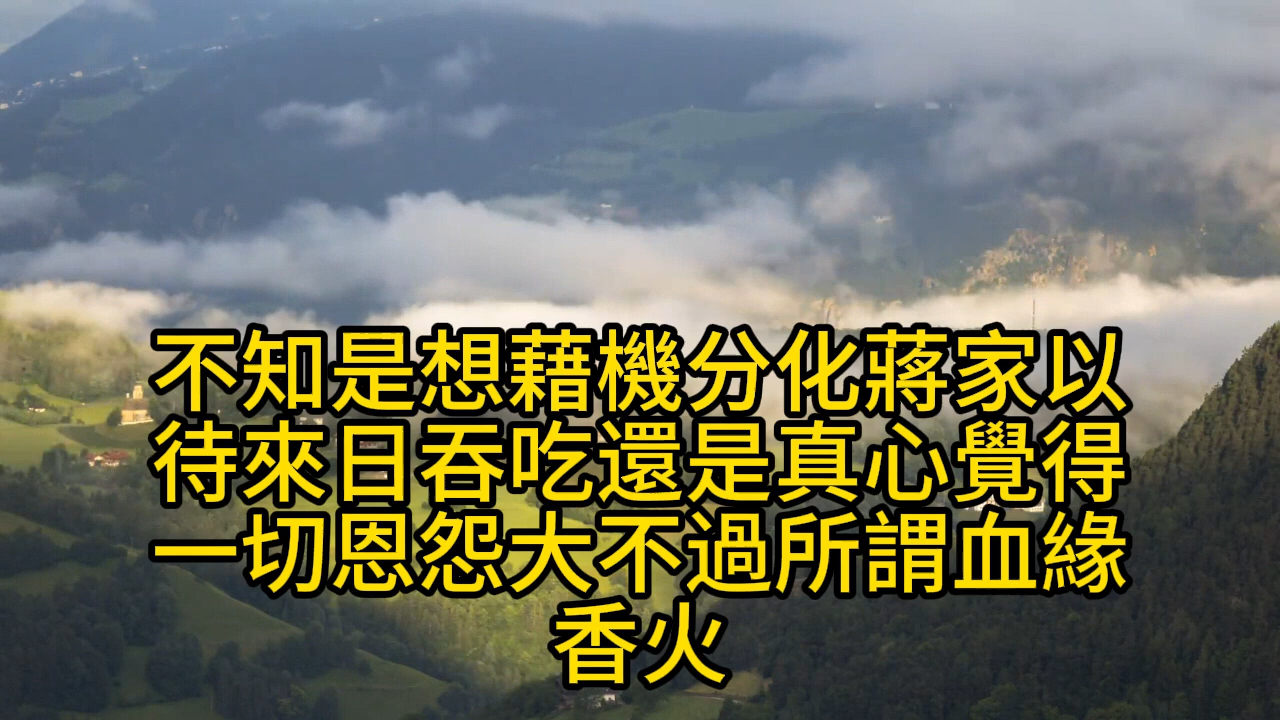 不知是想藉機分化蔣家以
待來日吞吃還是真心覺得
一切恩怨大不過所謂血緣
香火